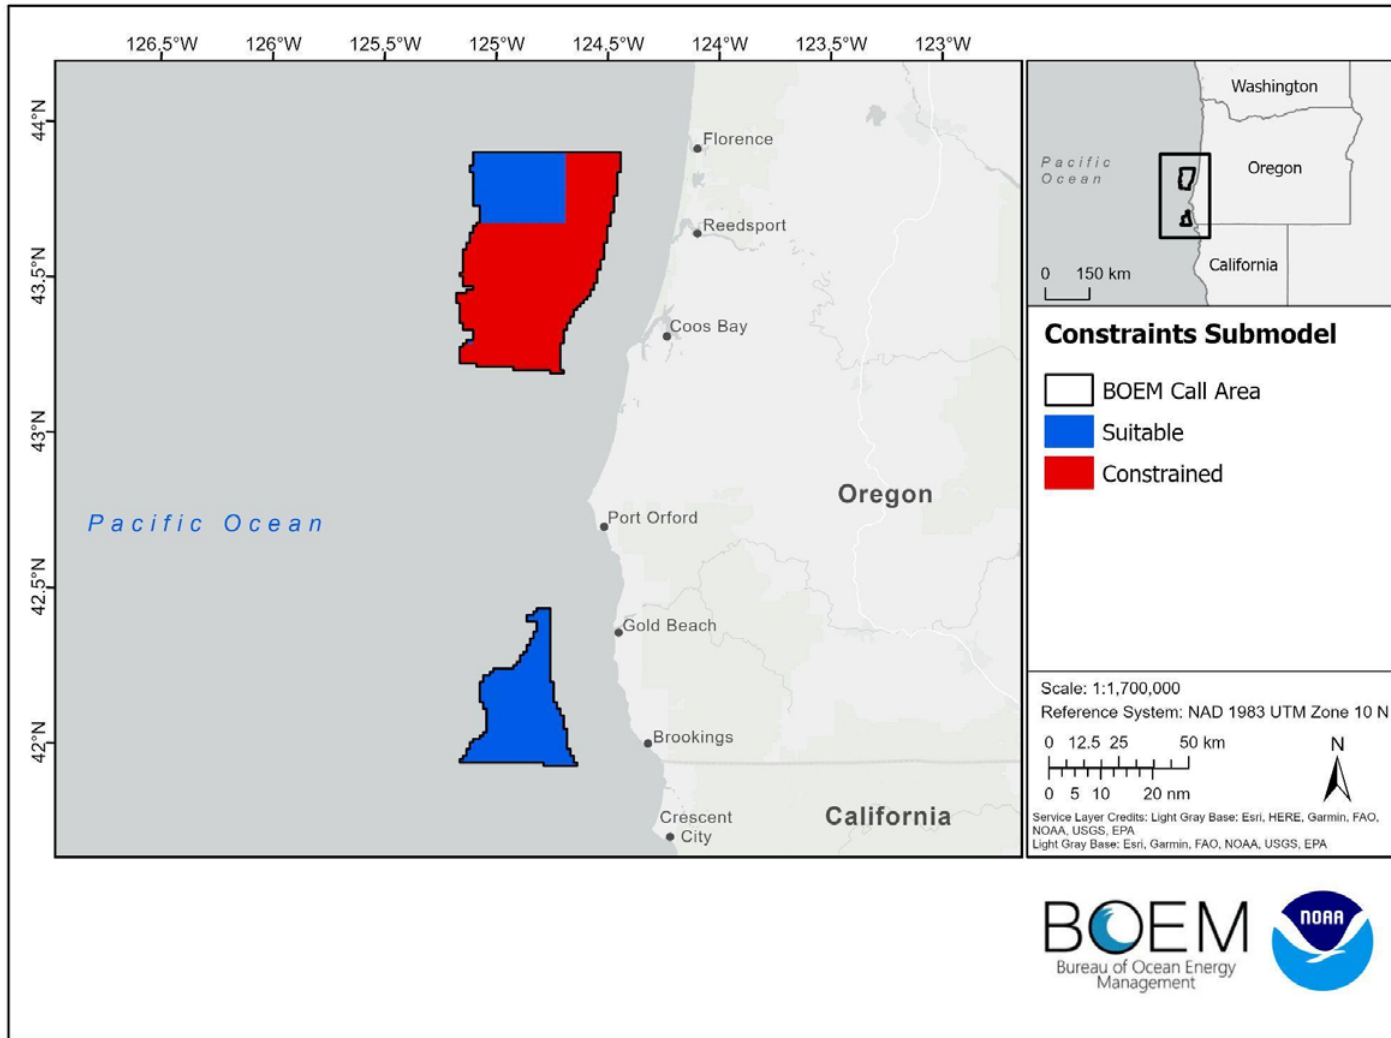 126.5°W 126°W 125.5°W 125°W 124.5°W 124°W 123.5°W 123°W
44°N
43.5°N
43°N
42.5°N
42°N
Florence
Reedsport
Coos Bay
Oregon
Pacific Ocean
Port Orford
Gold Beach
Brookings
California
Crescent
City
Washington
Pacific
Ocean
Oregon
California
0 150 km
Constraints Submodel
BOEM Call Area
Suitable
Constrained
Scale: 1:1,700,000
Reference System: NAD 1983 UTM Zone 10 N
0 12.5 25 50 km
N
0 5 10 20 nm
Service Layer Credits: Light Gray Base: Esri, HERE, Garmin, FAO,
NOAA, USGS, EPA
Light Gray Base: Esri, Garmin, FAO, NOAA, USGS, EPA
BOEM
Bureau of Ocean Energy
Management
NOAA